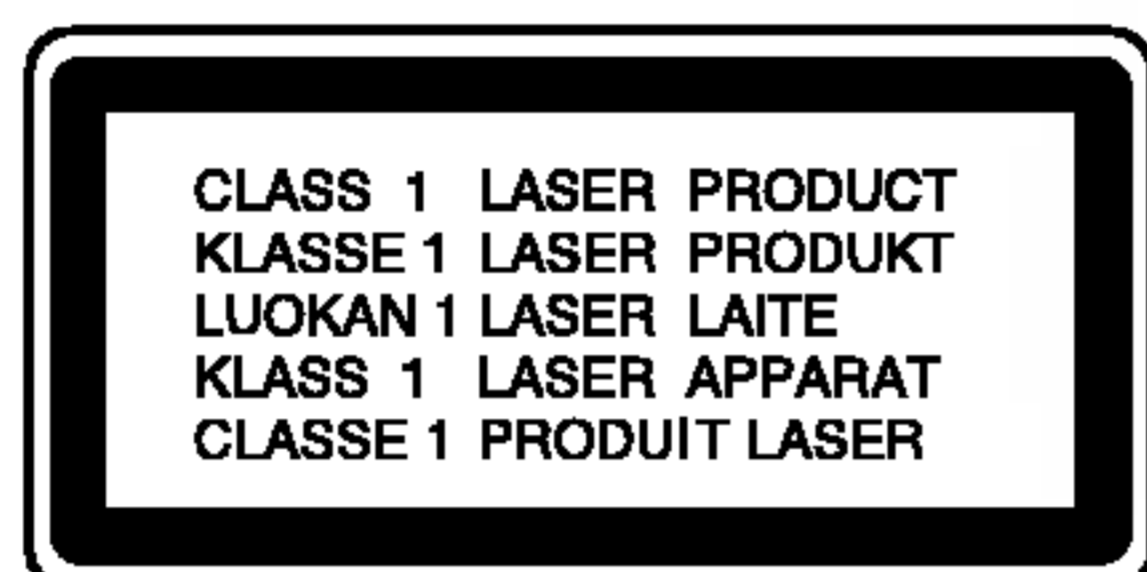 CLASS 1 LASER PRODUCT
KLASSE 1 LASER PRODUKT
LUOKAN 1 LASER LAITE
KLASS 1 LASER APPARAT
CLASSE 1 PRODUIT LASER